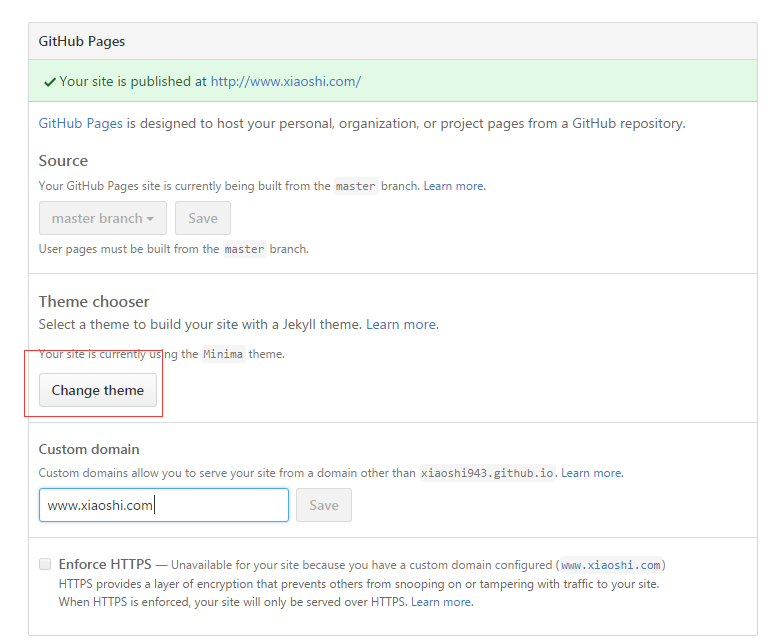 GitHub Pages
Your site is published at http://www.xiaoshi.com/
GitHub Pages is designed to host your personal, organization, or project pages from a GitHub repository.
Source
Your GitHub Pages site is currently being built from the master branch. Learn more.
master branch
Save
User pages must be built from the master branch.
Theme chooser
Select a theme to build your site with a Jekyll theme. Learn more.
Your site is currently using the Minima theme.
Change theme
Custom domain
Custom domains allow you to serve your site from a domain other than xiaoshi943.github.io. Learn more.
www.xiaoshi.com
Save
Enforce HTTPS — Unavailable for your site because you have a custom domain configured (www.xiaoshi.com)
HTTPS provides a layer of encryption that prevents others from snooping on or tampering with traffic to your site.
When HTTPS is enforced, your site will only be served over HTTPS. Learn more.